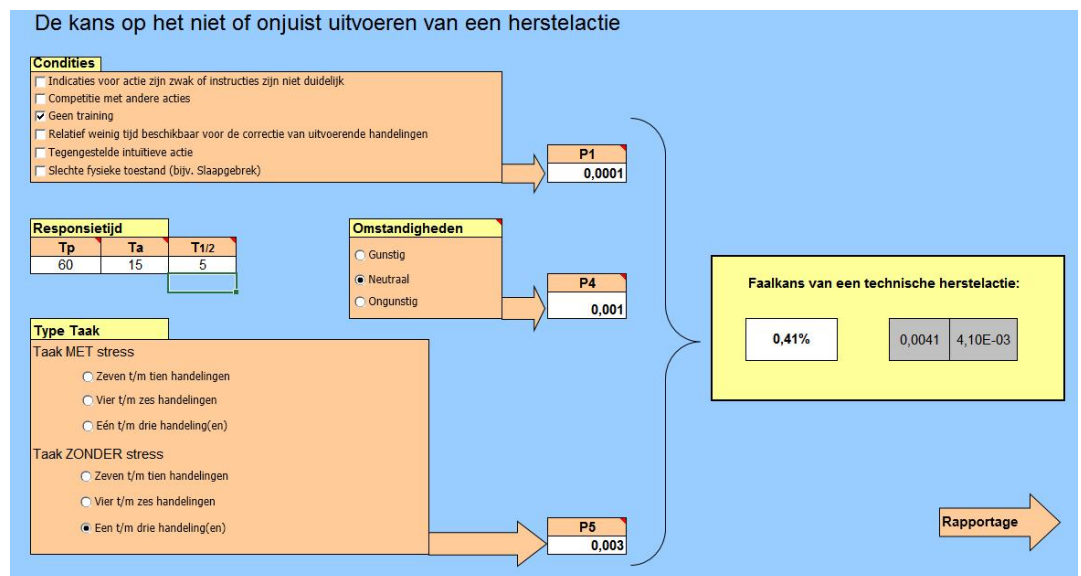 De kans op het niet of onjuist uitvoeren van een herstelactie
Condities
Indicaties voor actie zijn zwak of instructies zijn niet duidelijk
Competitie met andere acties
Geen training
Relatief weinig tijd beschikbaar voor de correctie van uitvoerende handelingen
Tegengestelde intuïtieve actie
Slechte fysieke toestand (bijv. Slaapgebrek)
P1
0,0001
Responsietijd
Tp Ta T1/2
60 15 5
Omstandigheden
Gunstig
Neutraal
Ongunstig
P4
0,001
Type Taak
Taak MET stress
Zeven t/m tien handelingen
Vier t/m zes handelingen
Eén t/m drie handeling(en)
Taak ZONDER stress
Zeven t/m tien handelingen
Vier t/m zes handelingen
Een t/m drie handeling(en)
P5
0,003
Faalkans van een technische herstelactie:
0,41% 0,0041 4,10E-03
Rapportage